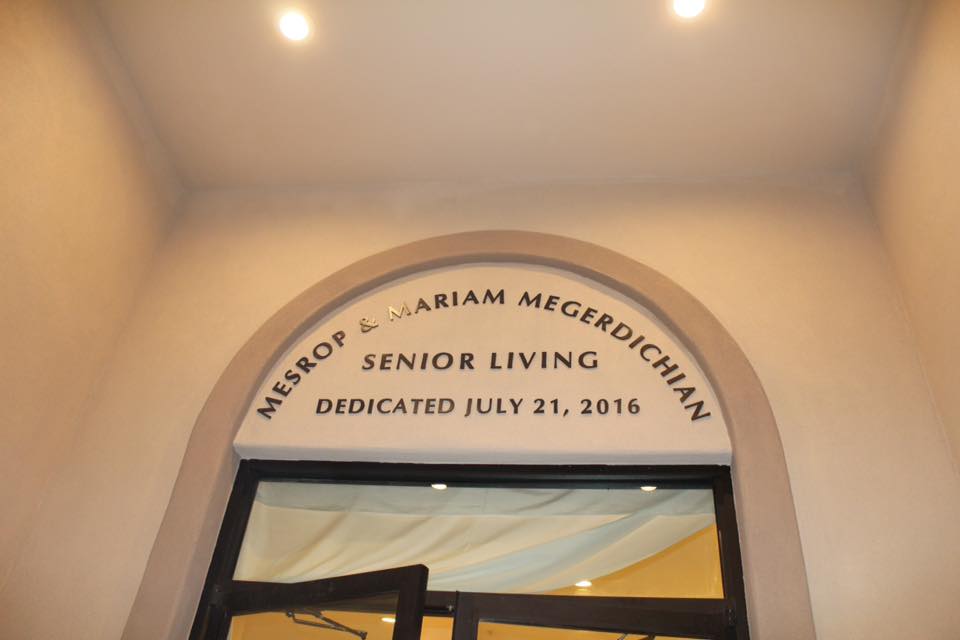 MESROP & MARIAM MEGERDICHIAN
SENIOR LIVING
DEDICATED JULY 21, 2016